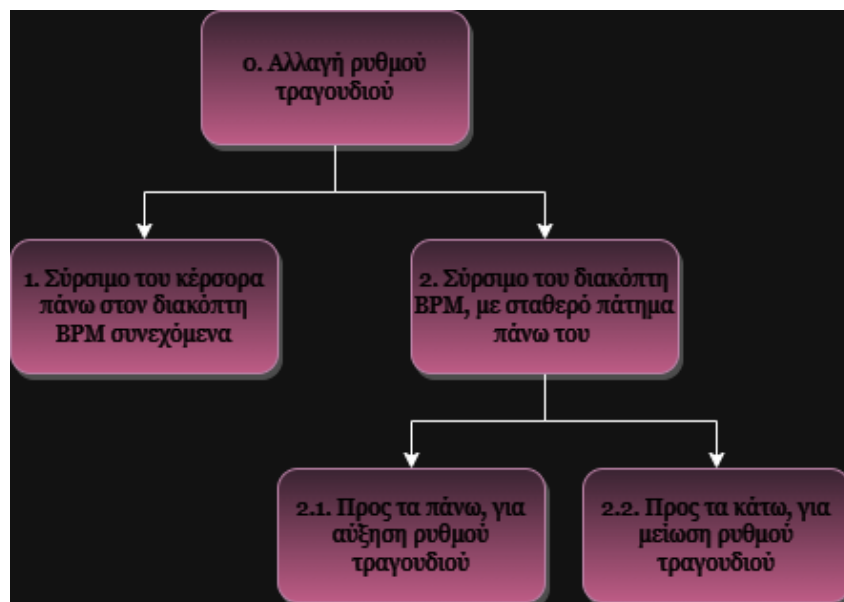 0. Αλλαγή ρυθμού
τραγουδιού
1. Σύρσιμο του κέρσορα
πάνω στον διακόπτη
BPM συνεχόμενα
2. Σύρσιμο του διακόπτη
BPM, με σταθερό πάτημα
πάνω του
2.1. Προς τα πάνω, για
αύξηση ρυθμού
τραγουδιού
2.2. Προς τα κάτω, για
μείωση ρυθμού
τραγουδιού